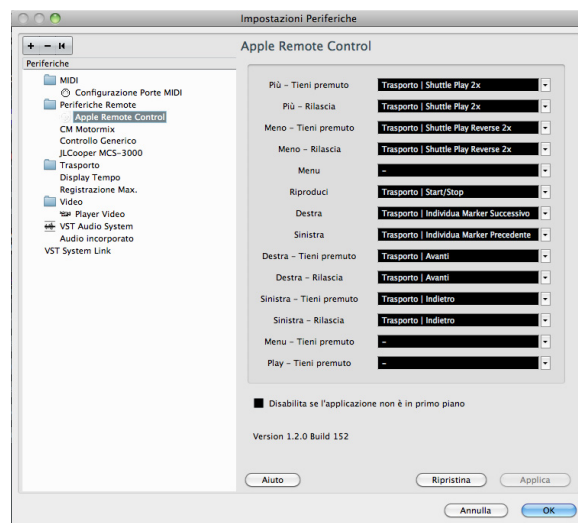 Impostazioni Periferiche
+ − |◀
Periferiche
MIDI
Configurazione Porte MIDI
Periferiche Remote
Apple Remote Control
CM Motormix
Controllo Generico
JLCooper MCS-3000
Trasporto
Display Tempo
Registrazione Max.
Video
Player Video
VST Audio System
Audio incorporato
VST System Link
Apple Remote Control
Più – Tieni premuto Trasporto | Shuttle Play 2x
Più – Rilascia Trasporto | Shuttle Play 2x
Meno – Tieni premuto Trasporto | Shuttle Play Reverse 2x
Meno – Rilascia Trasporto | Shuttle Play Reverse 2x
Menu –
Riproduci Trasporto | Start/Stop
Destra Trasporto | Individua Marker Successivo
Sinistra Trasporto | Individua Marker Precedente
Destra – Tieni premuto Trasporto | Avanti
Destra – Rilascia Trasporto | Avanti
Sinistra – Tieni premuto Trasporto | Indietro
Sinistra – Rilascia Trasporto | Indietro
Menu – Tieni premuto –
Play – Tieni premuto –
Disabilita se l'applicazione non è in primo piano
Version 1.2.0 Build 152
Aiuto Ripristina Applica
Annulla OK